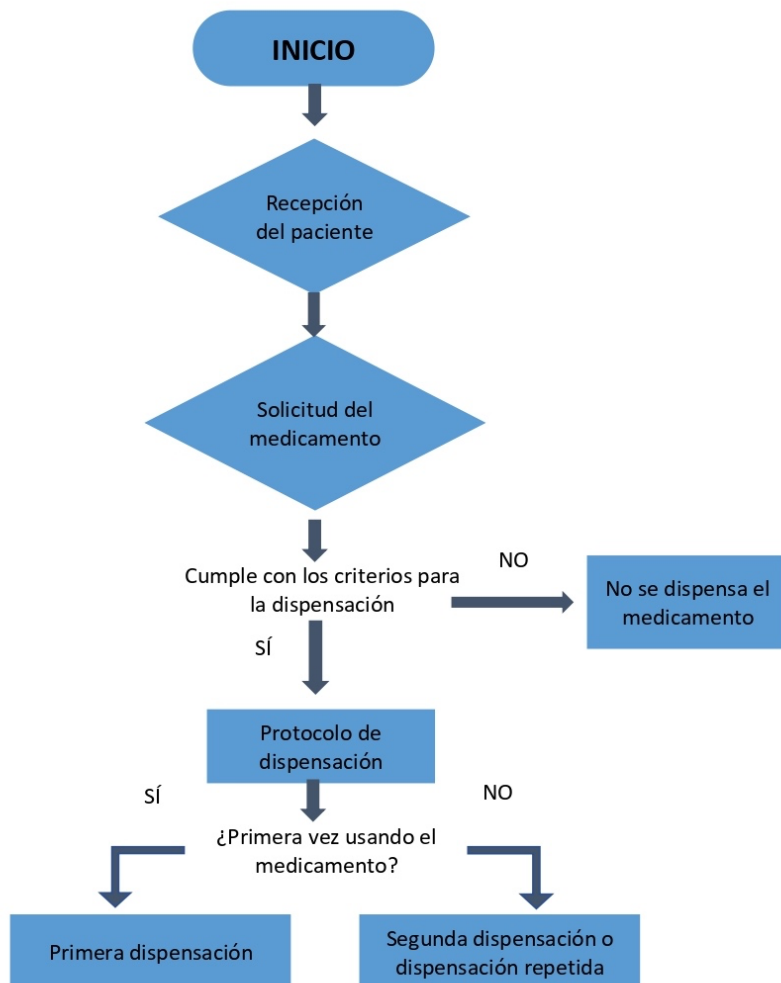 INICIO
Recepción
del paciente
Solicitud del
medicamento
Cumple con los criterios para
la dispensación
NO
No se dispensa el
medicamento
SÍ
Protocolo de
dispensación
SÍ
NO
¿Primera vez usando el
medicamento?
Primera dispensación
Segunda dispensación o
dispensación repetida